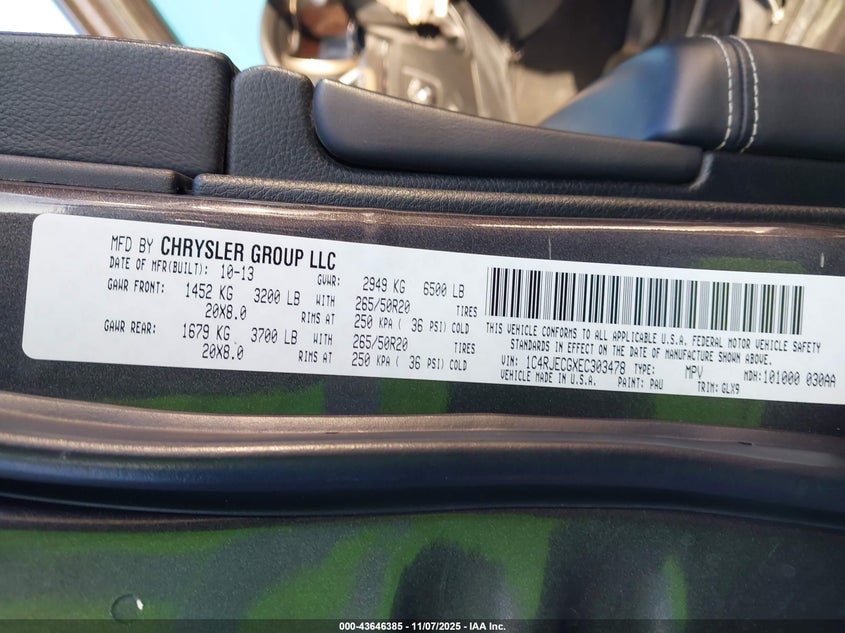 MFD BY CHRYSLER GROUP LLC
DATE OF MFR(BUILT): 10-13 GVWR: 2949 KG 6500 LB
GAWR FRONT: 1452 KG 3200 LB WITH 265/50R20 TIRES
20X8.0 RIMS AT 250 KPA ( 36 PSI) COLD
GAWR REAR: 1679 KG 3700 LB WITH 265/50R20 TIRES
20X8.0 RIMS AT 250 KPA ( 36 PSI) COLD
THIS VEHICLE CONFORMS TO ALL APPLICABLE U.S.A. FEDERAL MOTOR VEHICLE SAFETY
STANDARDS IN EFFECT ON THE DATE OF MANUFACTURE SHOWN ABOVE.
VIN: 1C4RJECGXEC303478 TYPE: MPV MDH:101000 030AA
VEHICLE MADE IN U.S.A. PAINT: PAU TRIM: GLX9
000-43646385 - 11/07/2025 - IAA Inc.